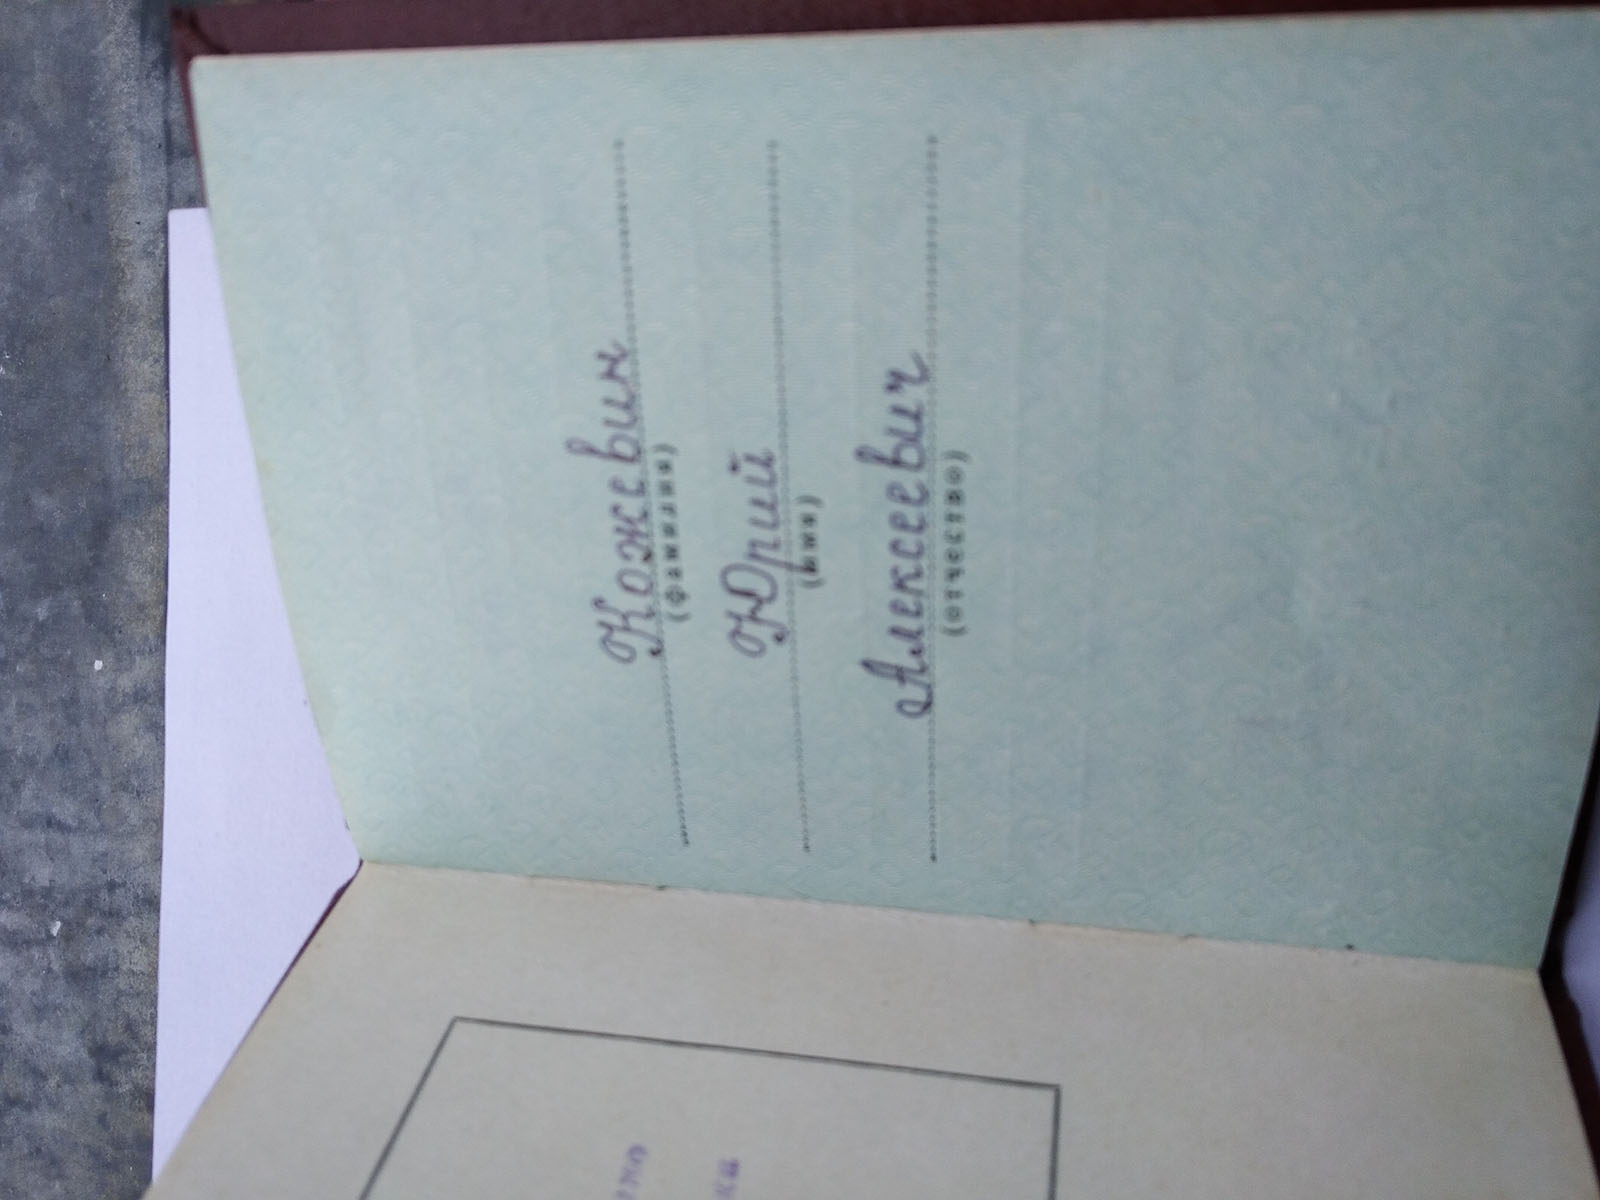 Кожевин
(фамилия)
Юрий
(имя)
Алексеевич
(отчество)